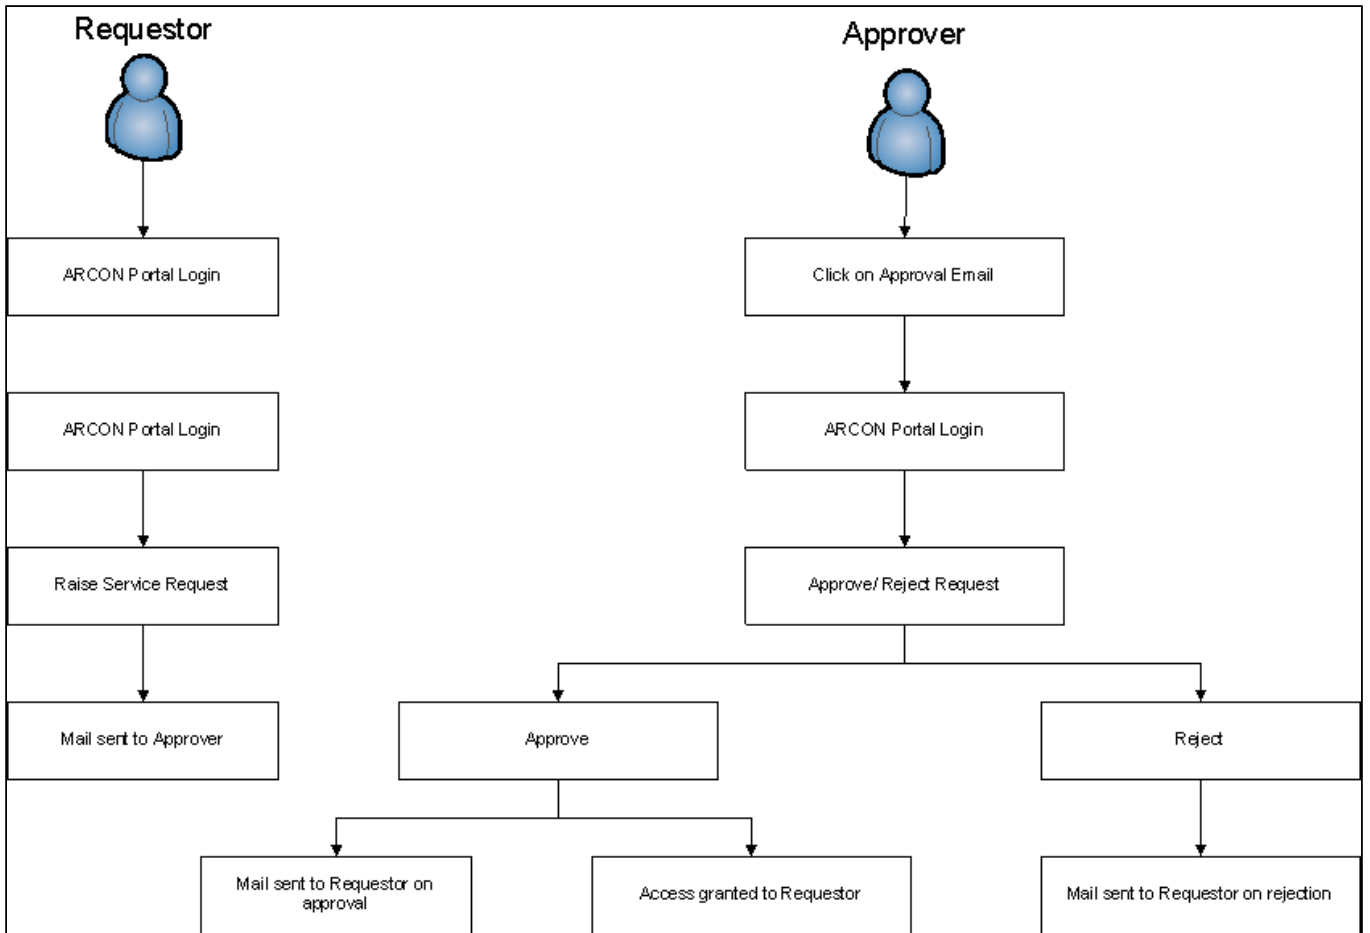 Requestor
Approver
ARCON Portal Login
Click on Approval Email
ARCON Portal Login
ARCON Portal Login
Raise Service Request
Approve/ Reject Request
Mail sent to Approver
Approve
Reject
Mail sent to Requestor on
approval
Access granted to Requestor
Mail sent to Requestor on rejection